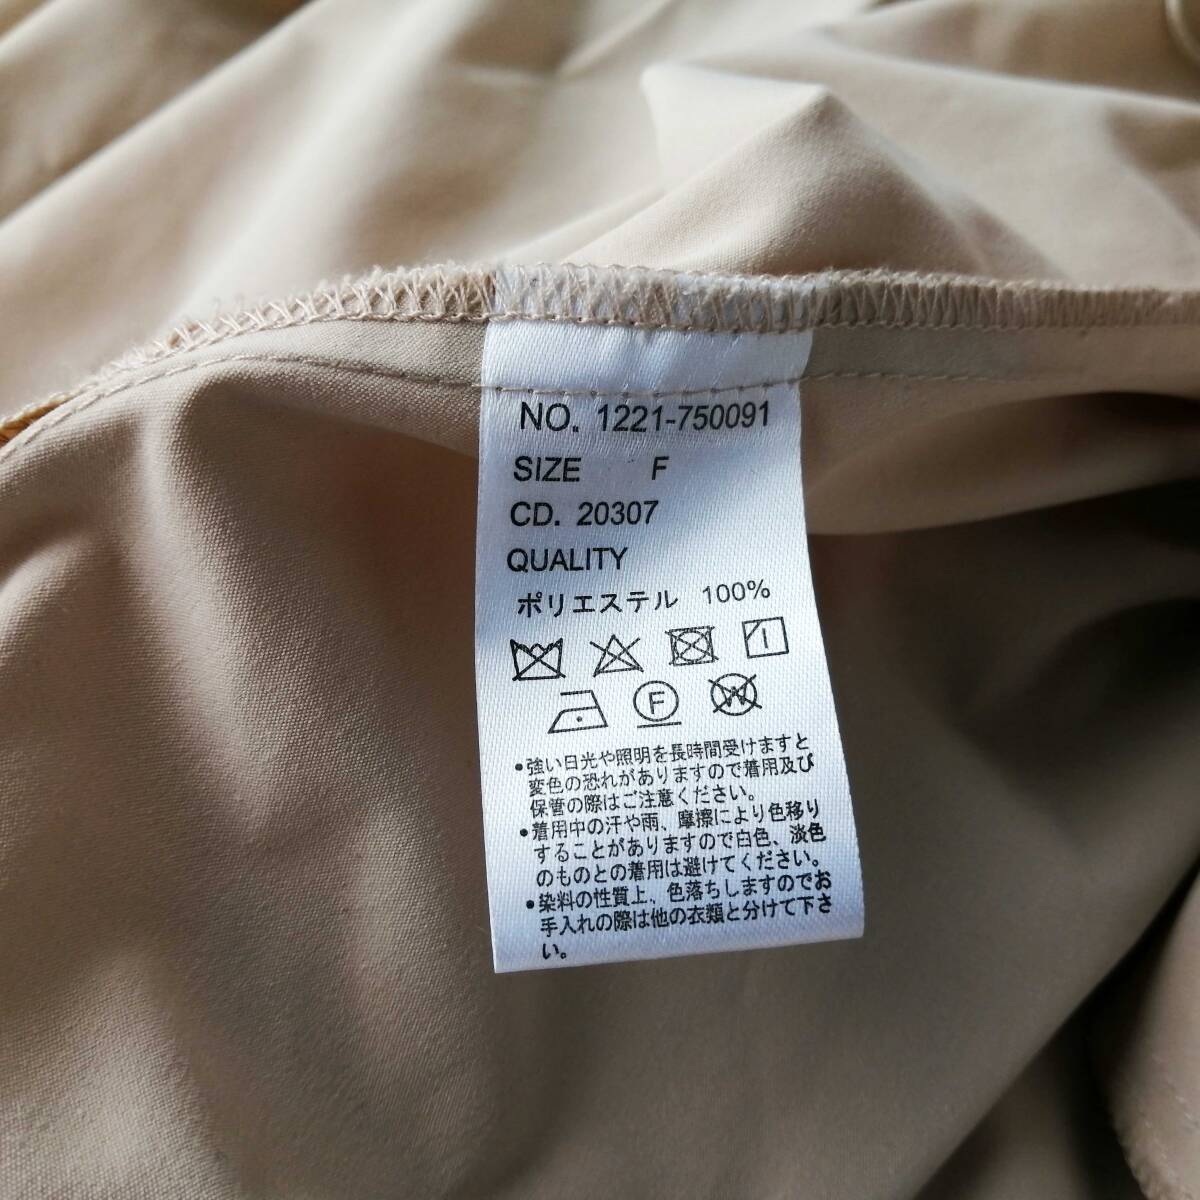 NO. 1221-750091
SIZE F
CD. 20307
QUALITY
ポリエステル 100%
F
W
•強い日光や照明を長時間受けますと
変色の恐れがありますので着用及び
保管の際はご注意ください。
•着用中の汗や雨、摩擦により色移り
することがありますので白色、淡色
のものとの着用は避けてください。
•染料の性質上、色落ちしますのでお
手入れの際は他の衣類と分けて下さ
い。